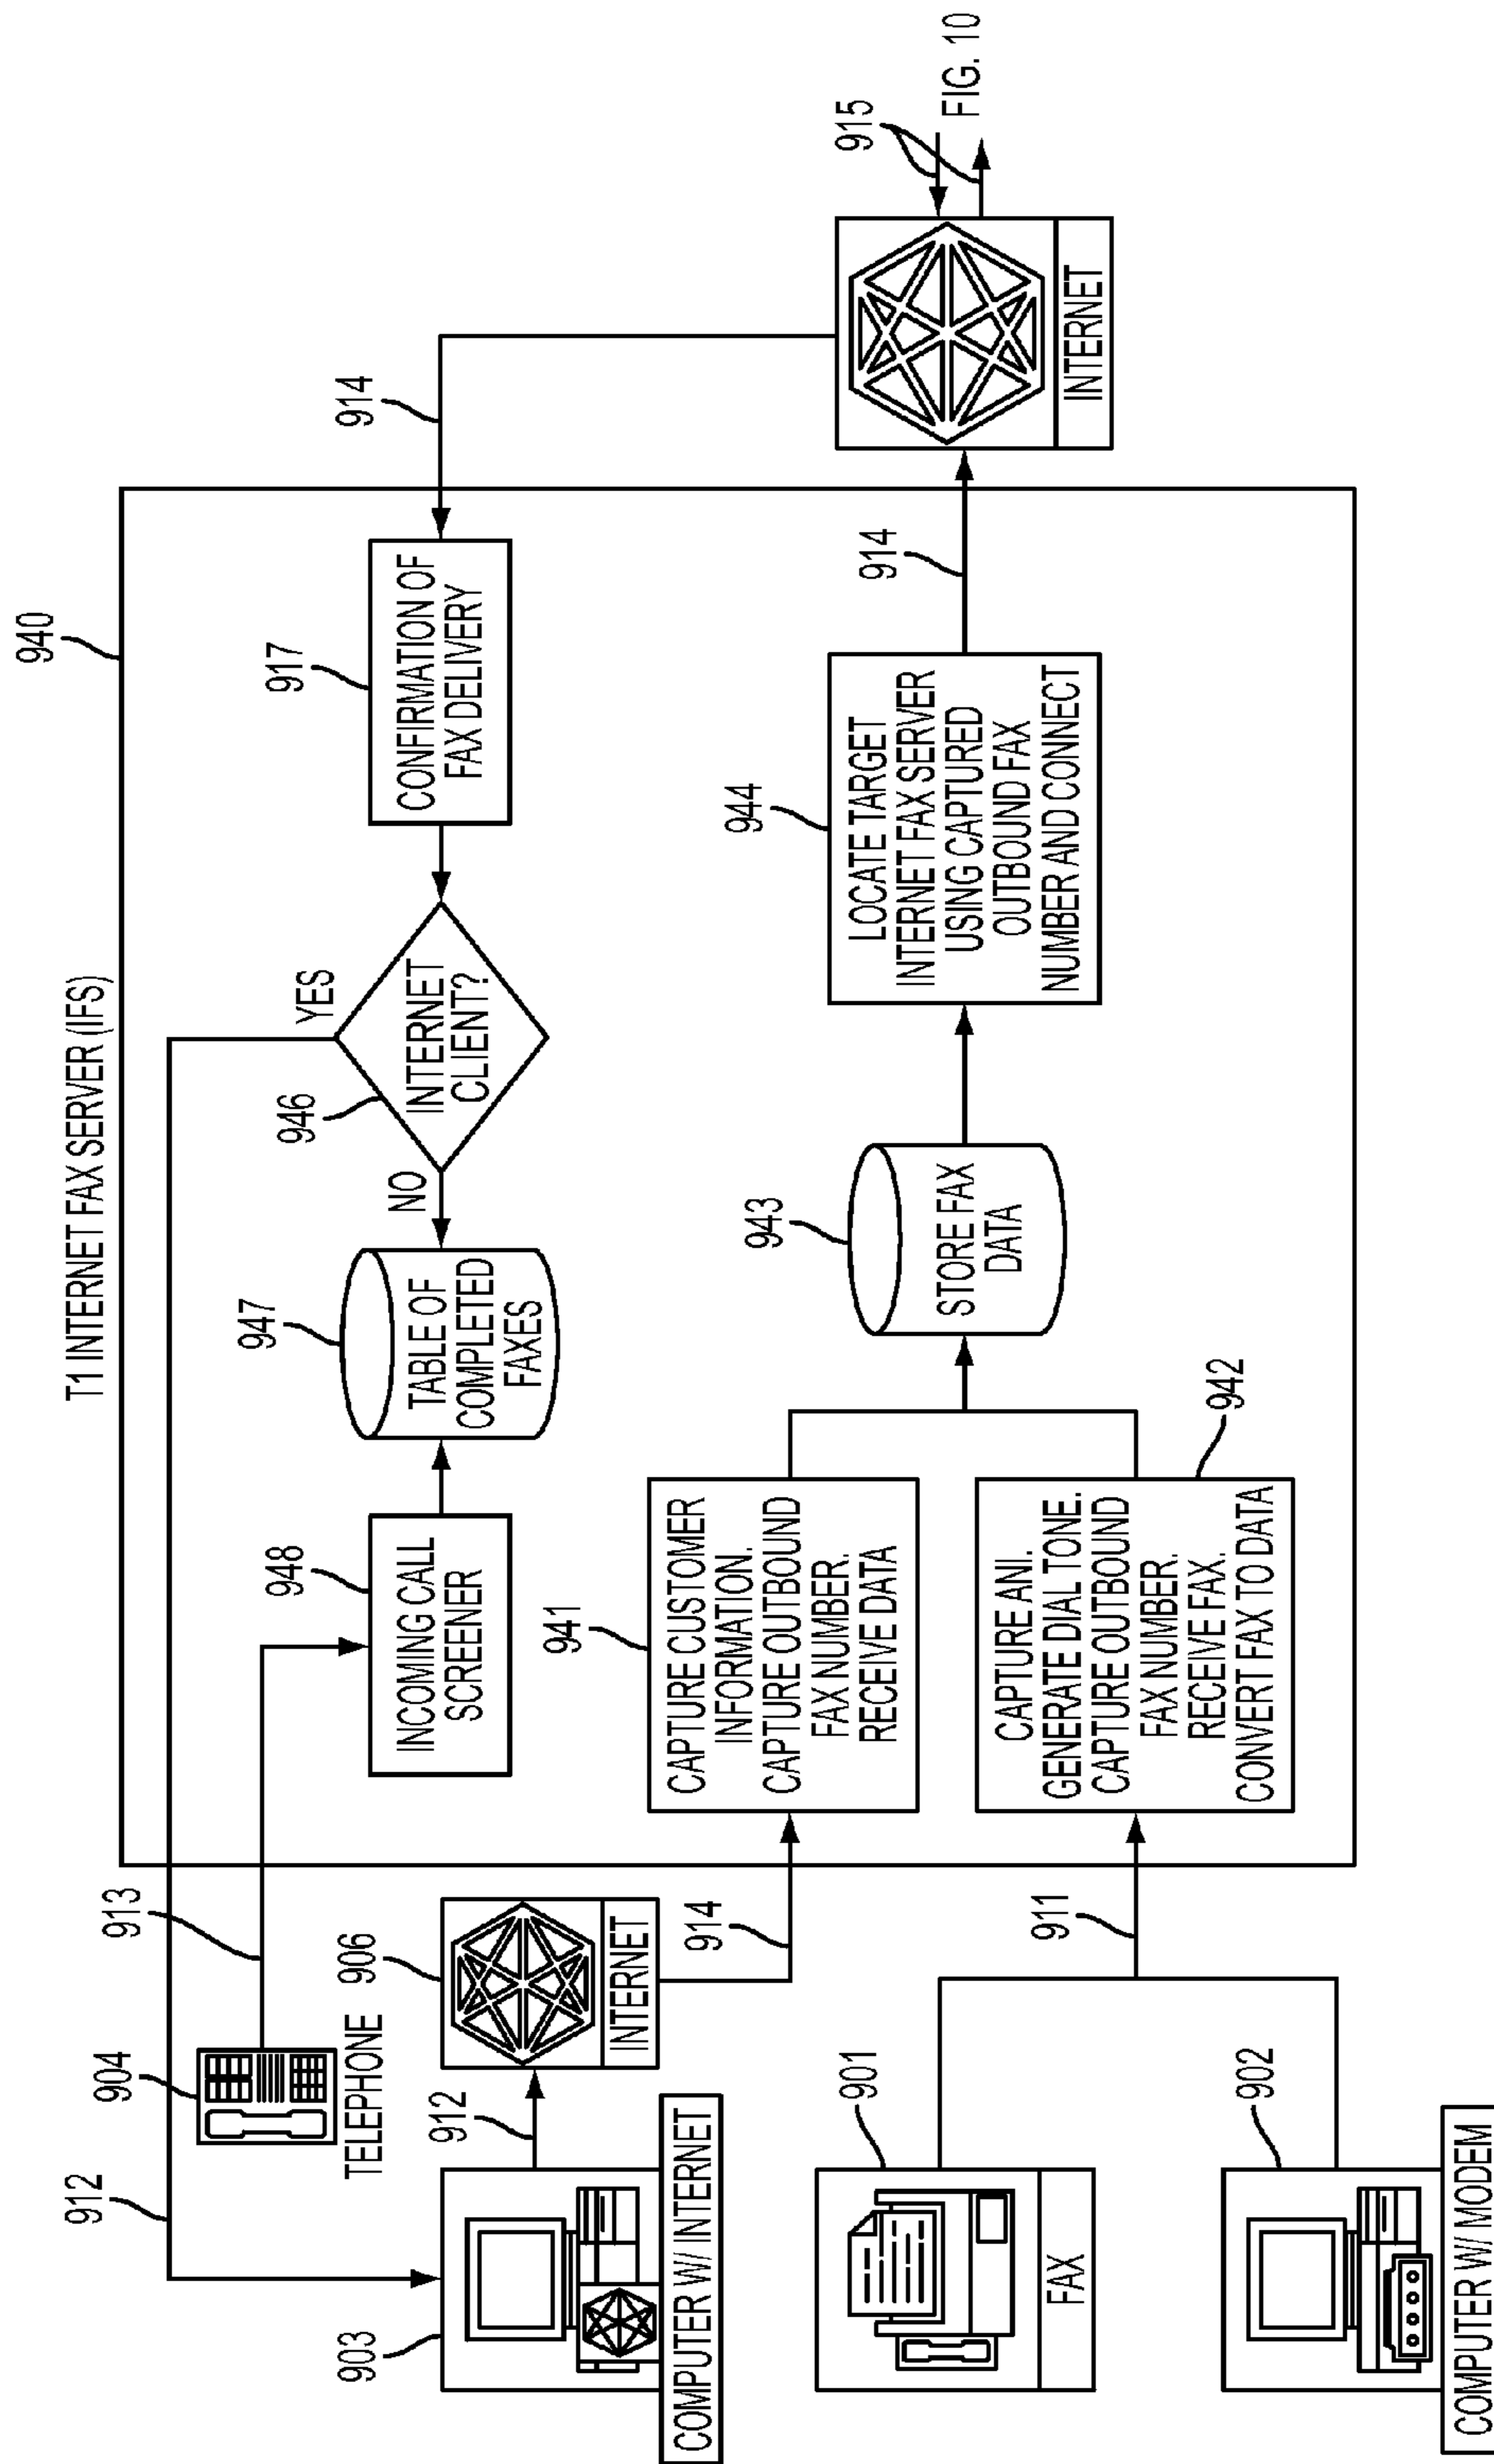 940
T1 INTERNET FAX SERVER (IFS)
912
913
904
TELEPHONE
948
INCOMING CALL
SCREENER
947
TABLE OF
COMPLETED
FAXES
NO
946
INTERNET
CLIENT?
YES
917
CONFIRMATION OF
FAX DELIVERY
914
903
COMPUTER W/ INTERNET
912
906
INTERNET
914
941
CAPTURE CUSTOMER
INFORMATION.
CAPTURE OUTBOUND
FAX NUMBER.
RECEIVE DATA
943
STORE FAX
DATA
944
LOCATE TARGET
INTERNET FAX SERVER
USING CAPTURED
OUTBOUND FAX
NUMBER AND CONNECT
914
INTERNET
915
FIG. 10
901
FAX
911
942
CAPTURE ANI.
GENERATE DIAL TONE.
CAPTURE OUTBOUND
FAX NUMBER.
RECEIVE FAX.
CONVERT FAX TO DATA
902
COMPUTER W/ MODEM